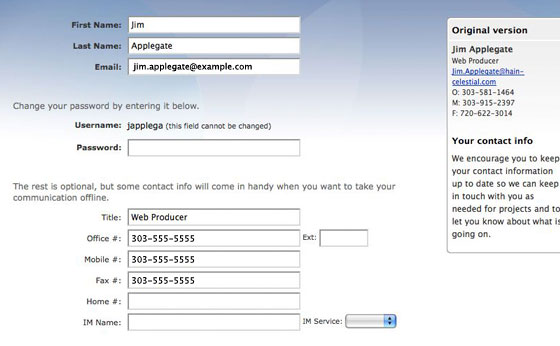 First Name: Jim
Last Name: Applegate
Email: jim.applegate@example.com
Change your password by entering it below.
Username: japplega (this field cannot be changed)
Password:
The rest is optional, but some contact info will come in handy when you want to take your
communication offline.
Title: Web Producer
Office #: 303-555-5555 Ext:
Mobile #: 303-555-5555
Fax #: 303-555-5555
Home #:
IM Name: IM Service:
Original version
Jim Applegate
Web Producer
Jim.Applegate@hain-
celestial.com
O: 303-581-1464
M: 303-915-2397
F: 720-622-3014
Your contact info
We encourage you to keep
your contact information
up to date so we can keep
in touch with you as
needed for projects and to
let you know about what is
going on.